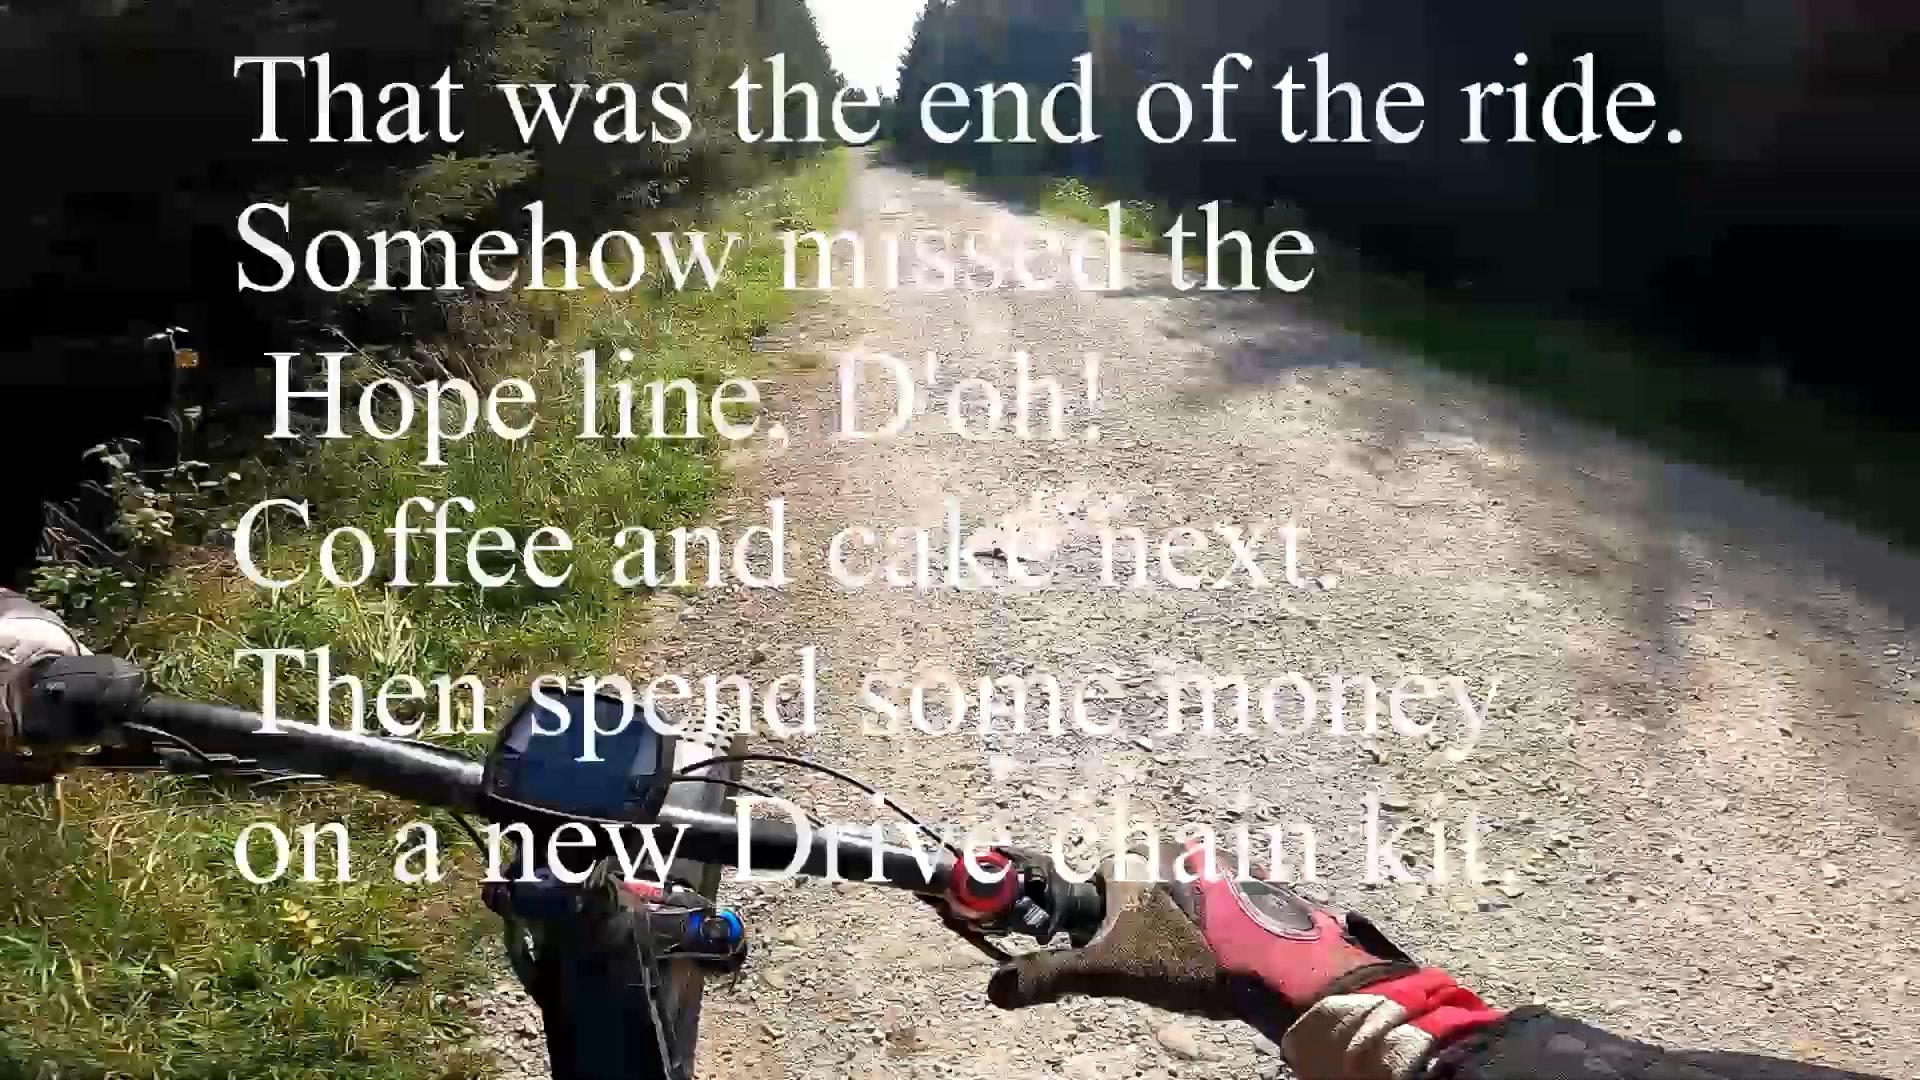 That was the end of the ride.
Somehow missed the
Hope line, D'oh!
Coffee and cake next.
Then spend some money
on a new Drive chain kit.